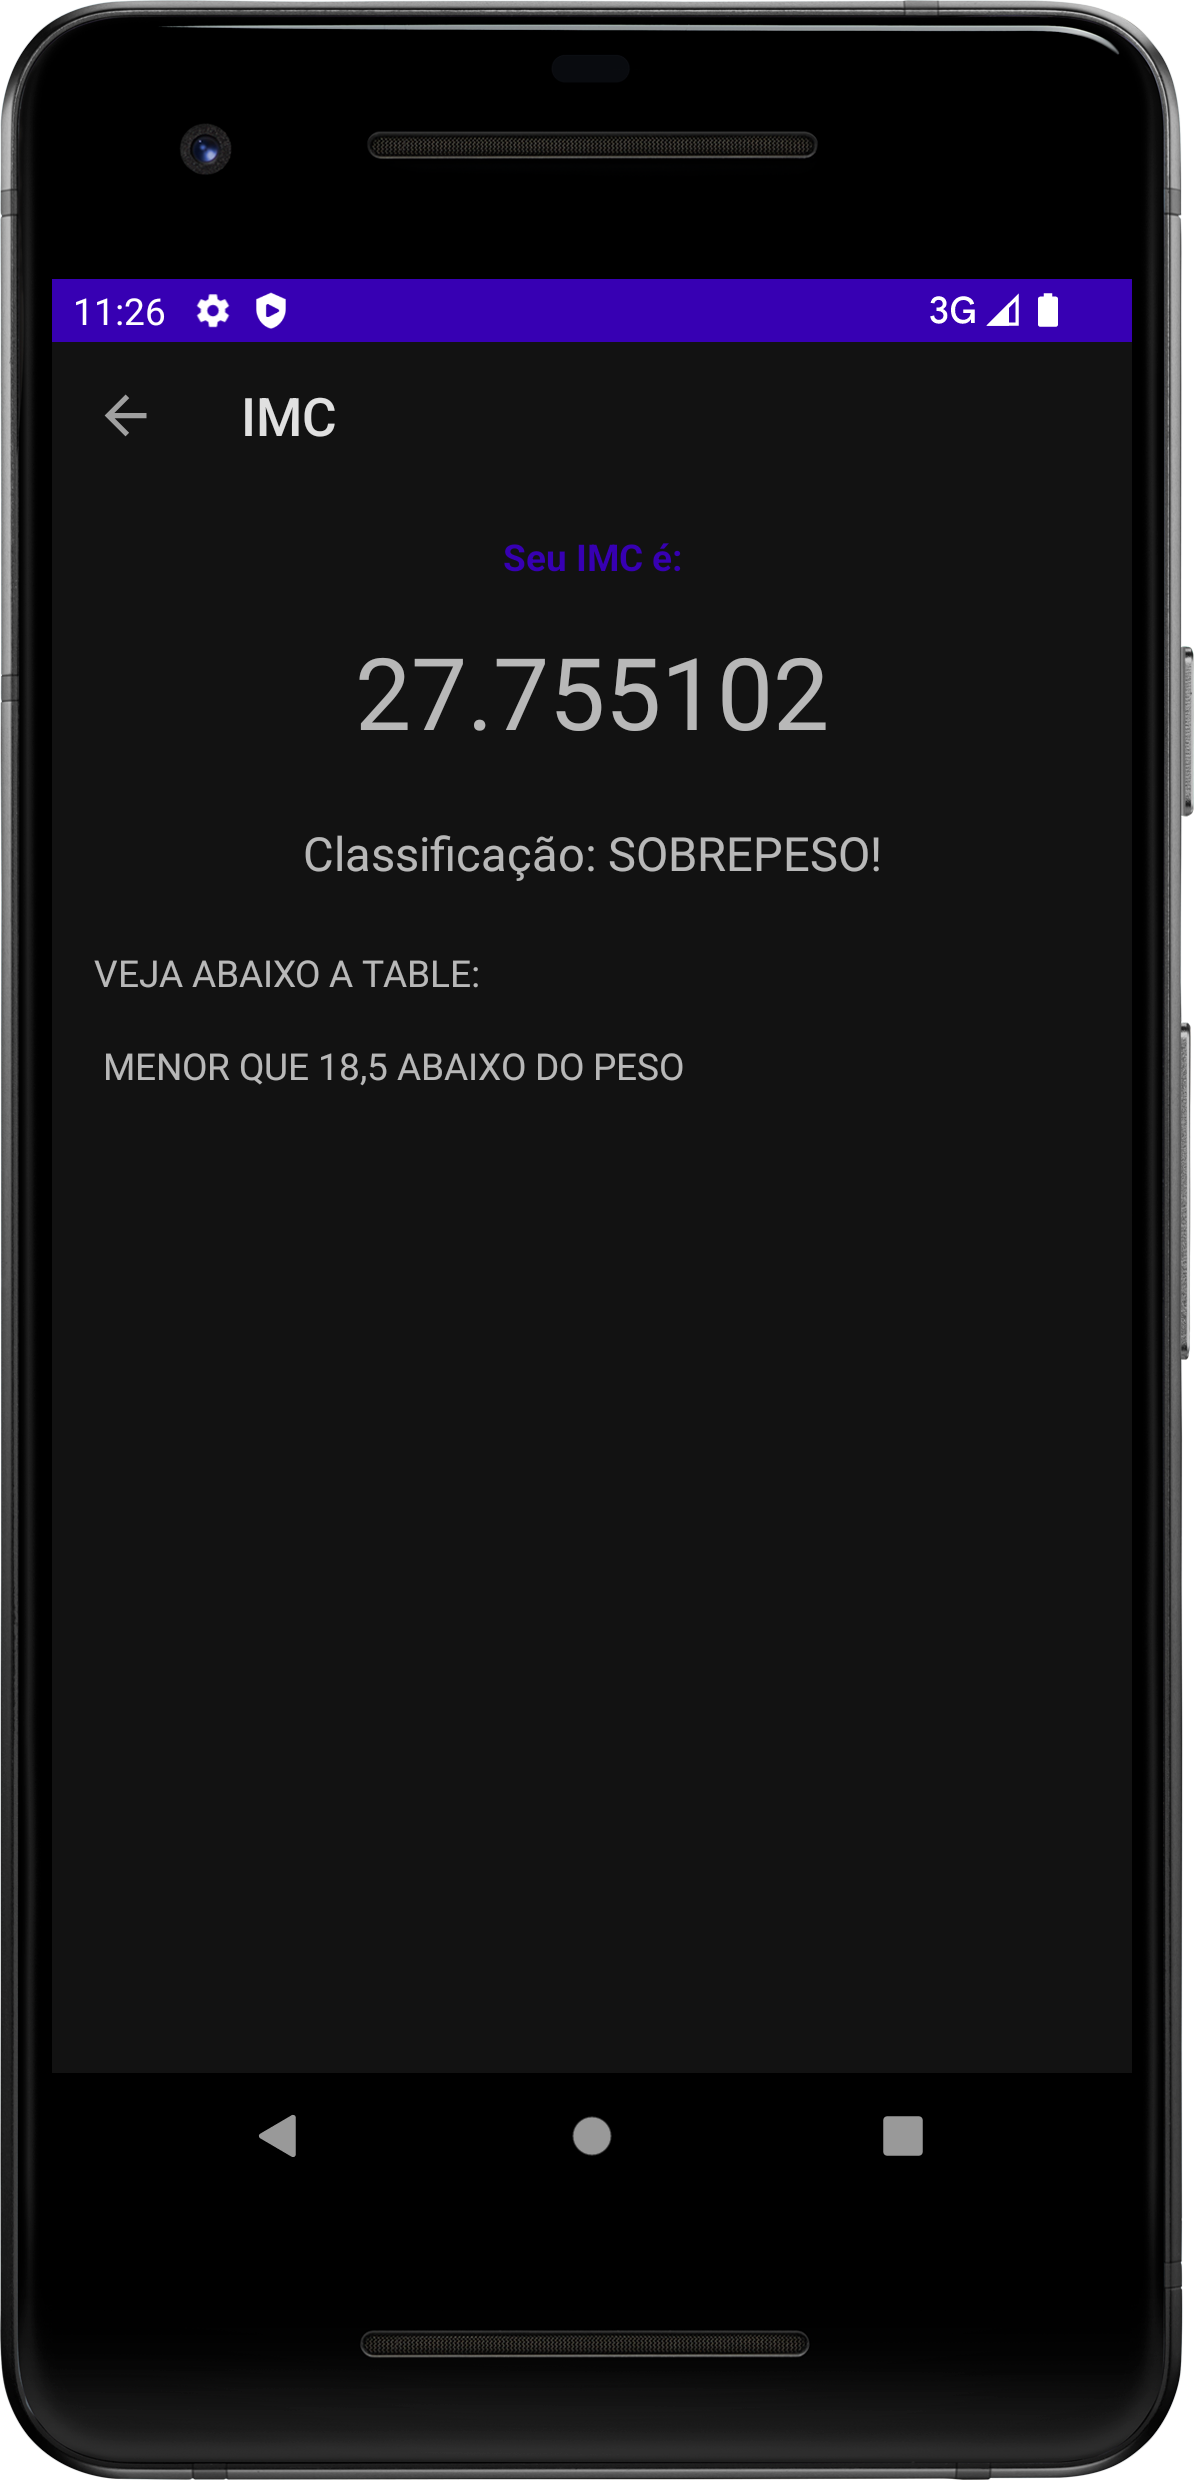 11:26
3G
IMC
Seu IMC é:
27.755102
Classificação: SOBREPESO!
VEJA ABAIXO A TABLE:
MENOR QUE 18,5 ABAIXO DO PESO